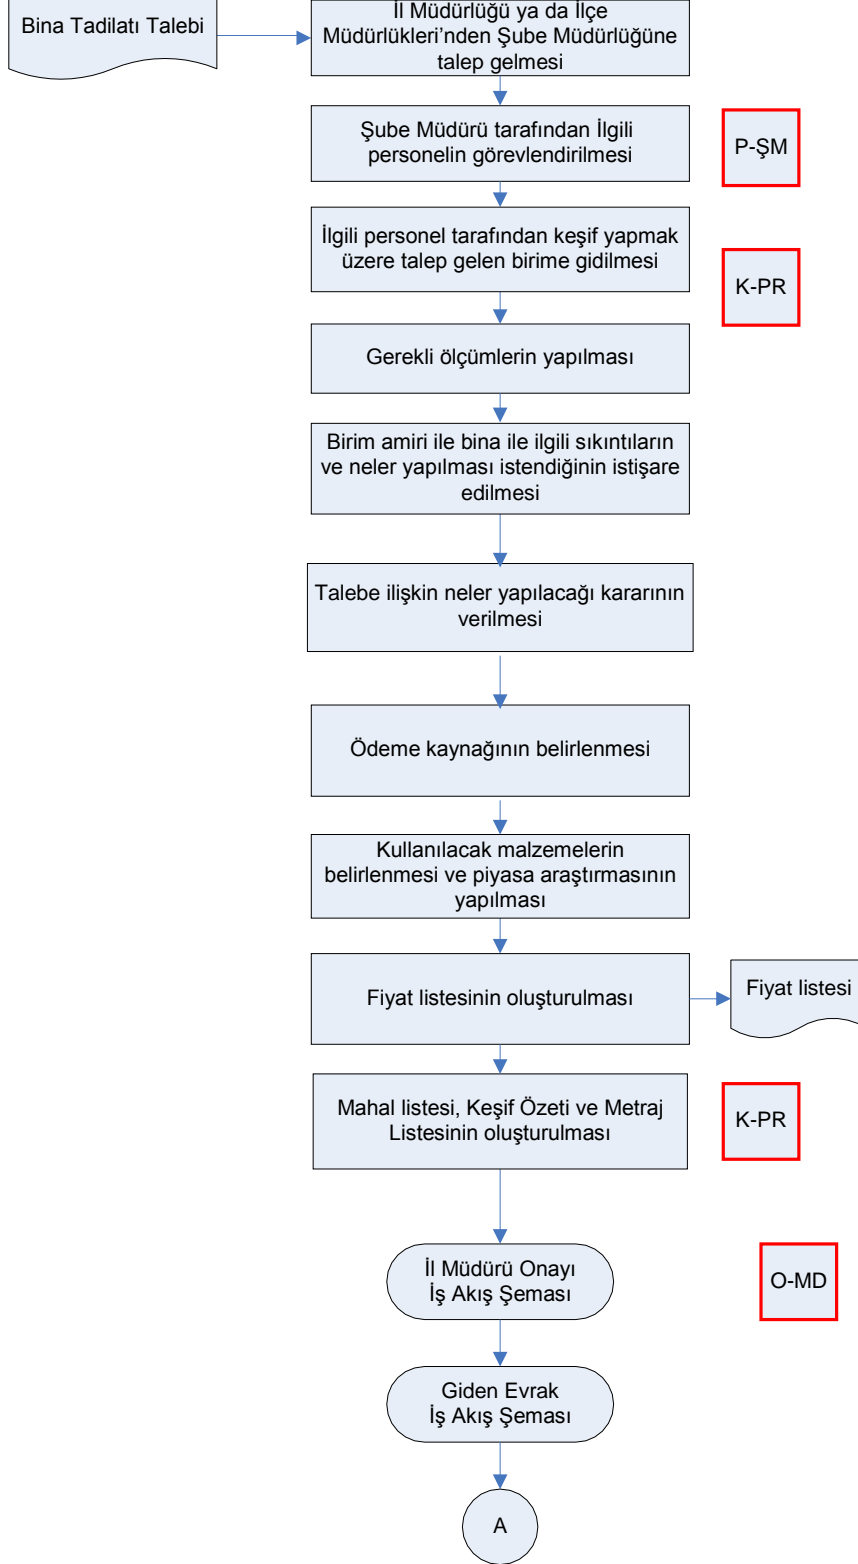 Bina Tadilatı Talebi
İl Müdürlüğü ya da İlçe
Müdürlükleri’nden Şube Müdürlüğüne
talep gelmesi
Şube Müdürü tarafından İlgili
personelin görevlendirilmesi
P-ŞM
İlgili personel tarafından keşif yapmak
üzere talep gelen birime gidilmesi
K-PR
Gerekli ölçümlerin yapılması
Birim amiri ile bina ile ilgili sıkıntıların
ve neler yapılması istendiğinin istişare
edilmesi
Talebe ilişkin neler yapılacağı kararının
verilmesi
Ödeme kaynağının belirlenmesi
Kullanılacak malzemelerin
belirlenmesi ve piyasa araştırmasının
yapılması
Fiyat listesinin oluşturulması
Fiyat listesi
Mahal listesi, Keşif Özeti ve Metraj
Listesinin oluşturulması
K-PR
İl Müdürü Onayı
İş Akış Şeması
O-MD
Giden Evrak
İş Akış Şeması
A